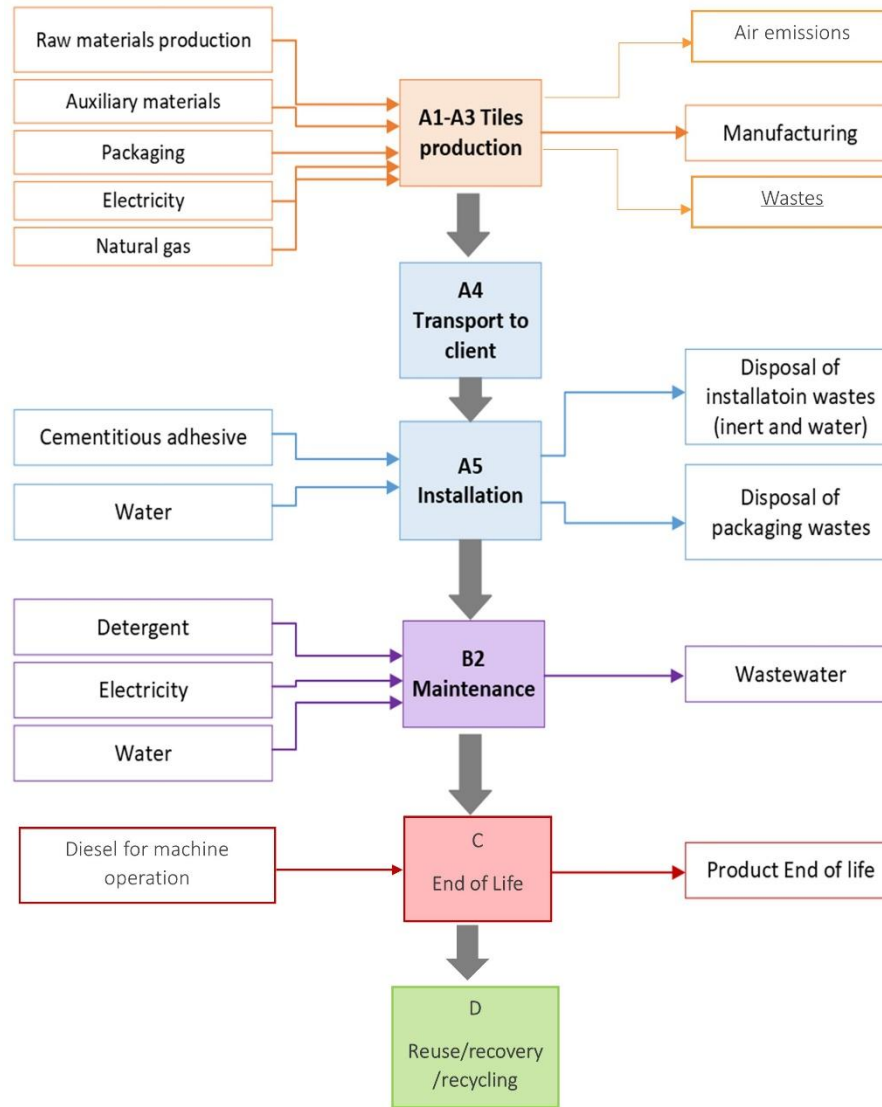 Raw materials production
Auxiliary materials
Packaging
Electricity
Natural gas
A1-A3 Tiles
production
Air emissions
Manufacturing
Wastes
A4
Transport to
client
Cementitious adhesive
Water
A5
Installation
Disposal of
installatoin wastes
(inert and water)
Disposal of
packaging wastes
Detergent
Electricity
Water
B2
Maintenance
Wastewater
Diesel for machine
operation
C
End of Life
Product End of life
D
Reuse/recovery
/recycling